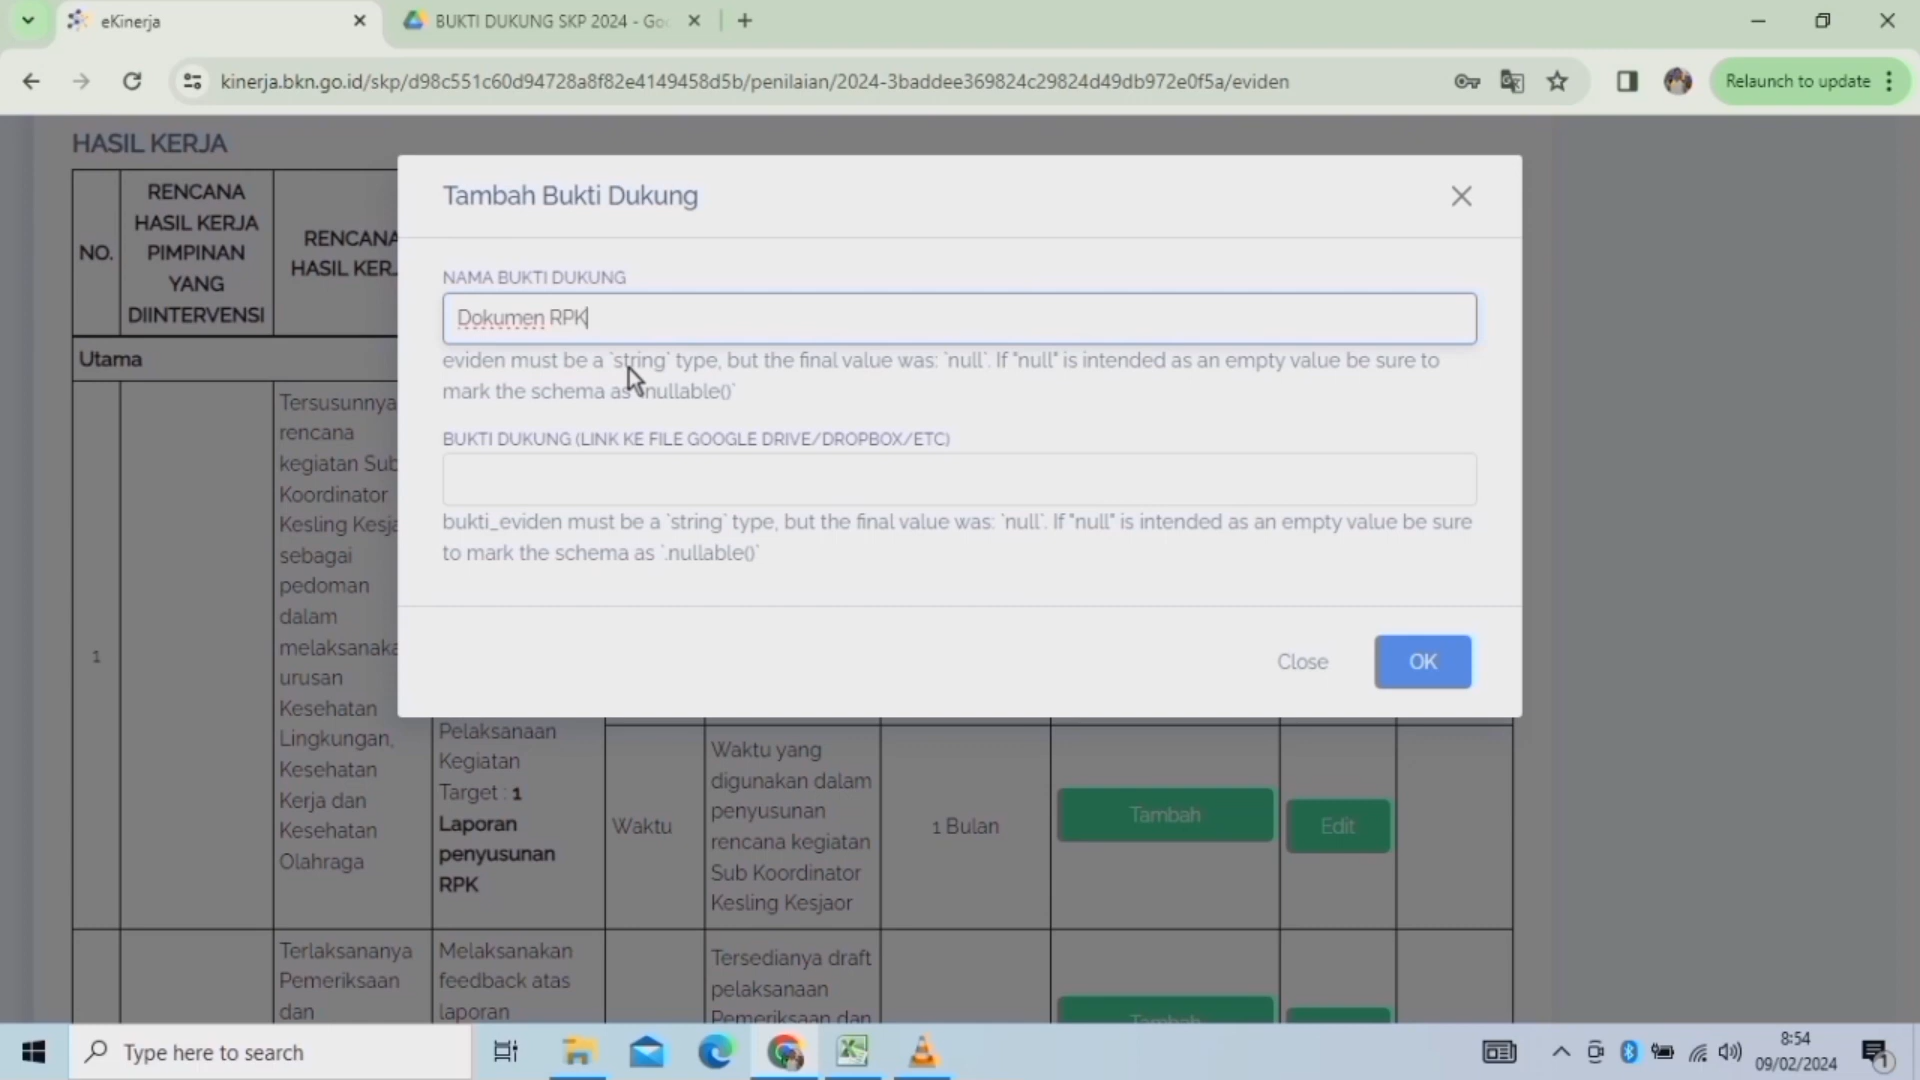 eKinerja
BUKTI DUKUNG SKP 2024 - Goo
kinerja.bkn.go.id/skp/d98c551c60d94728a8f82e4149458d5b/penilaian/2024-3baddee369824c29824d49db972e0f5a/eviden
Relaunch to update
HASIL KERJA
NO.
RENCANA
HASIL KERJA
PIMPINAN
YANG
DIINTERVENSI
RENCANA
HASIL KER
Utama
Tambah Bukti Dukung
NAMA BUKTI DUKUNG
Dokumen RPK
eviden must be a `string` type, but the final value was: `null`. If "null" is intended as an empty value be sure to
mark the schema as `.nullable()`
BUKTI DUKUNG (LINK KE FILE GOOGLE DRIVE/DROPBOX/ETC)
bukti_eviden must be a `string` type, but the final value was: `null`. If "null" is intended as an empty value be sure
to mark the schema as `.nullable()`
Close
OK
1
Tersusunnya
rencana
kegiatan Sub
Koordinator
Kesling Kesja
sebagai
pedoman
dalam
melaksanaka
urusan
Kesehatan
Lingkungan,
Kesehatan
Kerja dan
Kesehatan
Olahraga
Pelaksanaan
Kegiatan
Target : 1
Laporan
penyusunan
RPK
Waktu
Waktu yang
digunakan dalam
penyusunan
rencana kegiatan
Sub Koordinator
Kesling Kesjaor
1 Bulan
Tambah
Edit
Terlaksananya
Pemeriksaan
dan
Melaksanakan
feedback atas
laporan
Tersedianya draft
pelaksanaan
Pemeriksaan dan
Tambah
Type here to search
8:54
09/02/2024
1